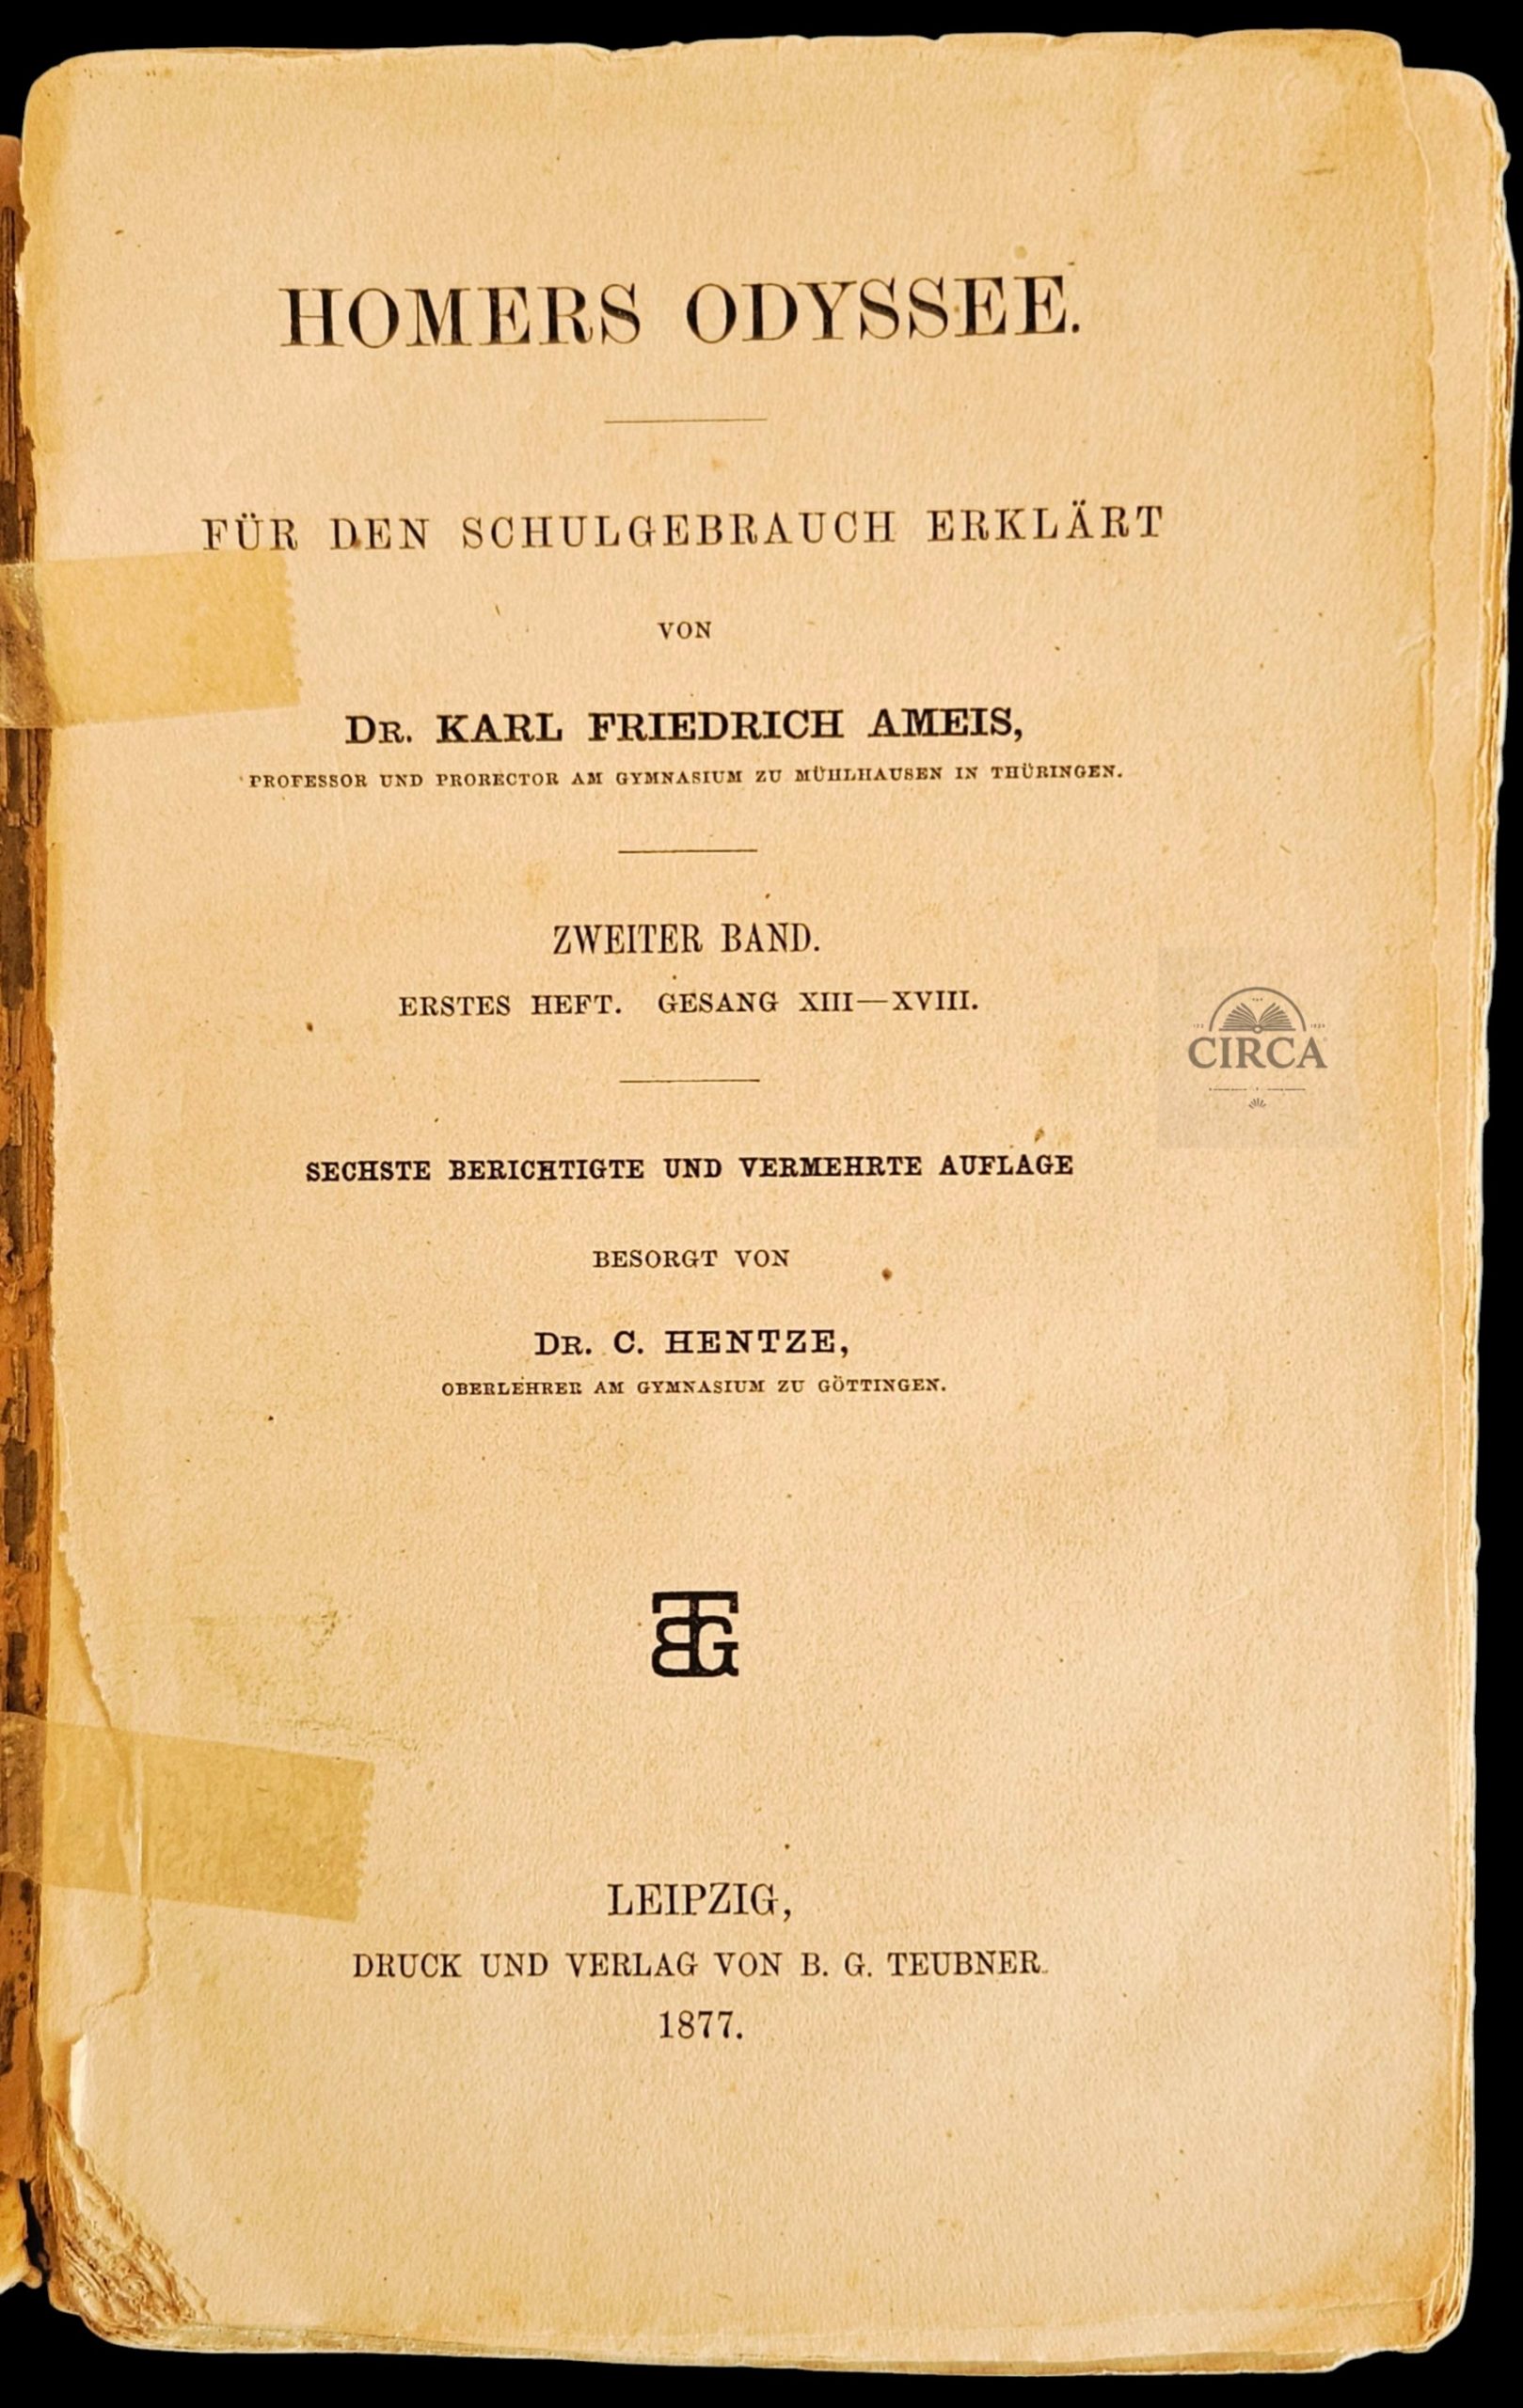 HOMERS ODYSSEE.
FÜR DEN SCHULGEBRAUCH ERKLÄRT
VON
DR. KARL FRIEDRICH AMEIS,
PROFESSOR UND PRORECTOR AM GYMNASIUM ZU MÜHLHAUSEN IN THÜRINGEN.
ZWEITER BAND.
ERSTES HEFT. GESANG XIII—XVIII.
CIRCA
SECHSTE BERICHTIGTE UND VERMEHRTE AUFLAGE
BESORGT VON
DR. C. HENTZE,
OBERLEHRER AM GYMNASIUM ZU GÖTTINGEN.
BTG
LEIPZIG,
DRUCK UND VERLAG VON B. G. TEUBNER.
1877.